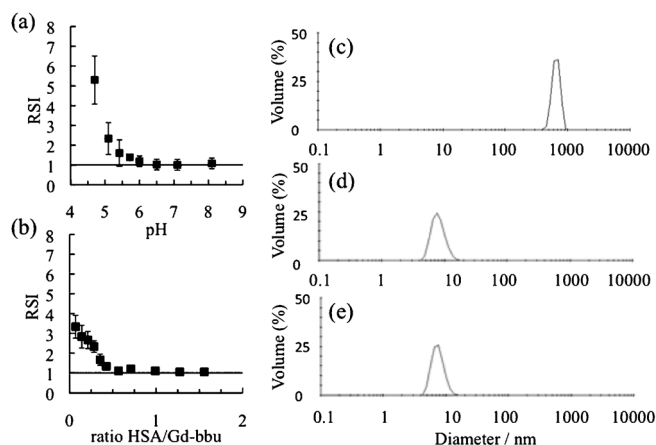 (a)
RSI
8
7
6
5
4
3
2
1
0
4 5 6 7 8 9
pH
(b)
RSI
8
7
6
5
4
3
2
1
0
0 1 2
ratio HSA/Gd-bbu
(c)
Volume (%)
50
25
0
0.1 1 10 100 1000 10000
(d)
Volume (%)
50
25
0
0.1 1 10 100 1000 10000
(e)
Volume (%)
50
25
0
0.1 1 10 100 1000 10000
Diameter / nm